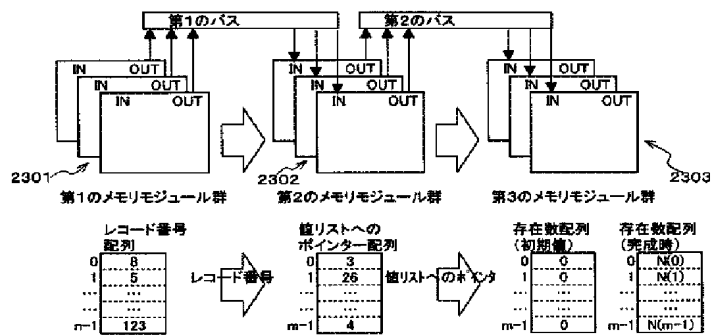 第1のバス
第2のバス
IN OUT
IN OUT
IN OUT
IN OUT
IN OUT
IN OUT
IN OUT
IN OUT
IN OUT
2301
第1のメモリモジュール群
2302
第2のメモリモジュール群
第3のメモリモジュール群
2303
レコード番号
配列
0 8
1 5
... ...
... ...
n-1 123
レコード番号
値リストへの
ポインター配列
0 3
1 26
... ...
... ...
m-1 4
値リストへのポインタ
存在数配列
(初期値)
0 0
1 0
... ...
... ...
m-1 0
存在数配列
(完成時)
N(0)
N(1)
...
...
N(m-1)